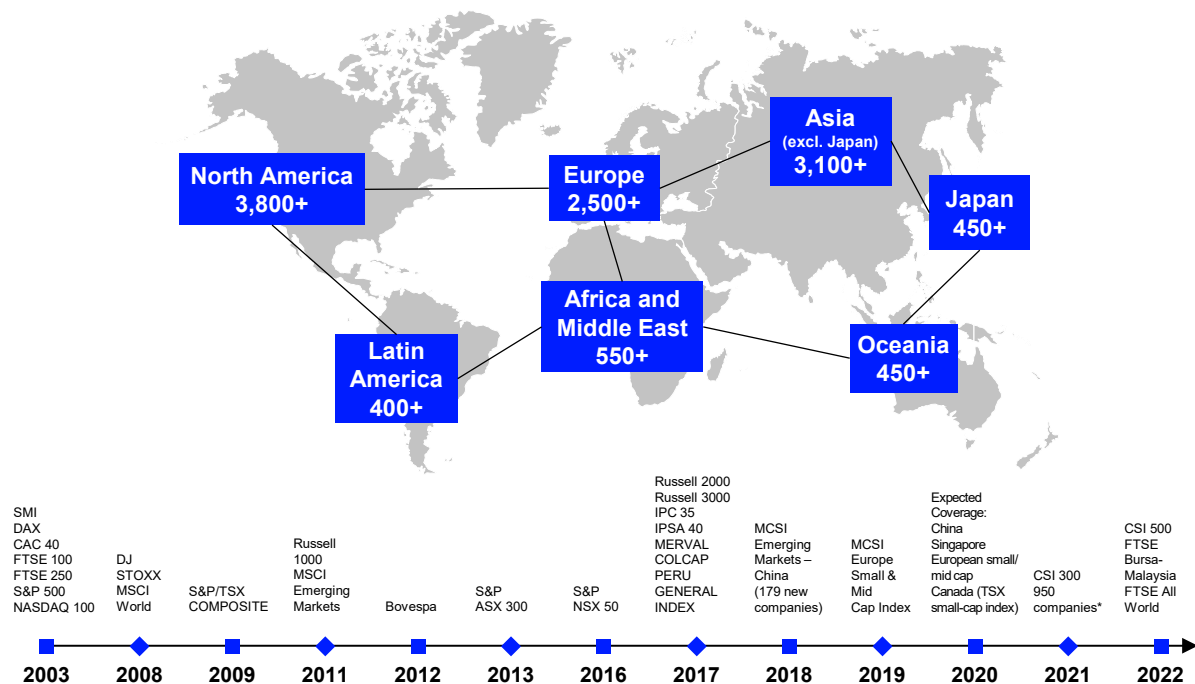 North America
3,800+
Europe
2,500+
Asia
(excl. Japan)
3,100+
Japan
450+
Africa and
Middle East
550+
Latin
America
400+
Oceania
450+
SMI
DAX
CAC 40
FTSE 100
FTSE 250
S&P 500
NASDAQ 100
DJ
STOXX
MSCI
World
S&P/TSX
COMPOSITE
Russell
1000
MSCI
Emerging
Markets
Bovespa
S&P
ASX 300
S&P
NSX 50
Russell 2000
Russell 3000
IPC 35
IPSA 40
MERVAL
COLCAP
PERU
GENERAL
INDEX
MCSI
Emerging
Markets –
China
(179 new
companies)
MCSI
Europe
Small &
Mid
Cap Index
Expected
Coverage:
China
Singapore
European small/
mid cap
Canada (TSX
small-cap index)
CSI 300
950
companies*
CSI 500
FTSE
Bursa-
Malaysia
FTSE All
World
2003
2008
2009
2011
2012
2013
2016
2017
2018
2019
2020
2021
2022